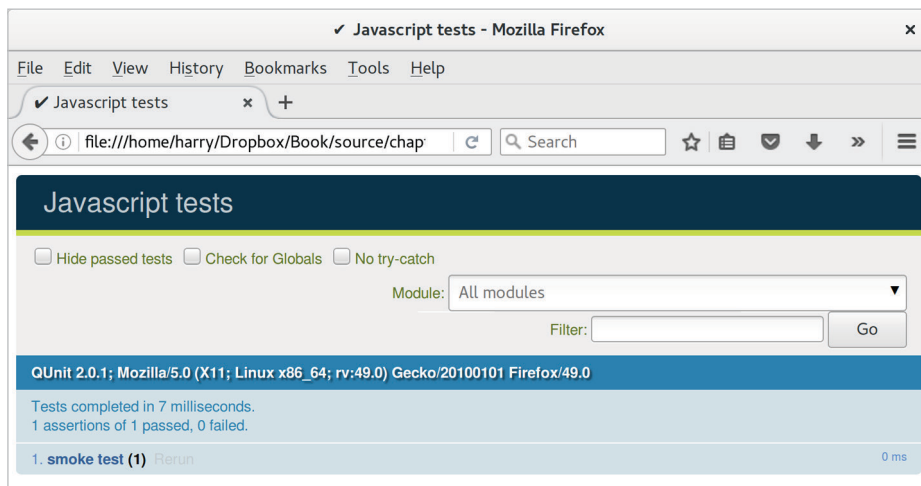 ✔ Javascript tests - Mozilla Firefox ×
File Edit View History Bookmarks Tools Help
✔ Javascript tests × +
file:///home/harry/Dropbox/Book/source/chap Search
Javascript tests
Hide passed tests Check for Globals No try-catch
Module: All modules
Filter: Go
QUnit 2.0.1; Mozilla/5.0 (X11; Linux x86_64; rv:49.0) Gecko/20100101 Firefox/49.0
Tests completed in 7 milliseconds.
1 assertions of 1 passed, 0 failed.
1. smoke test (1) Rerun 0 ms